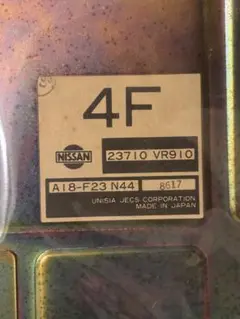 4F
NISSAN
23710 VR910
A18-F23 N44 8617
UNISIA JECS CORPORATION
MADE IN JAPAN